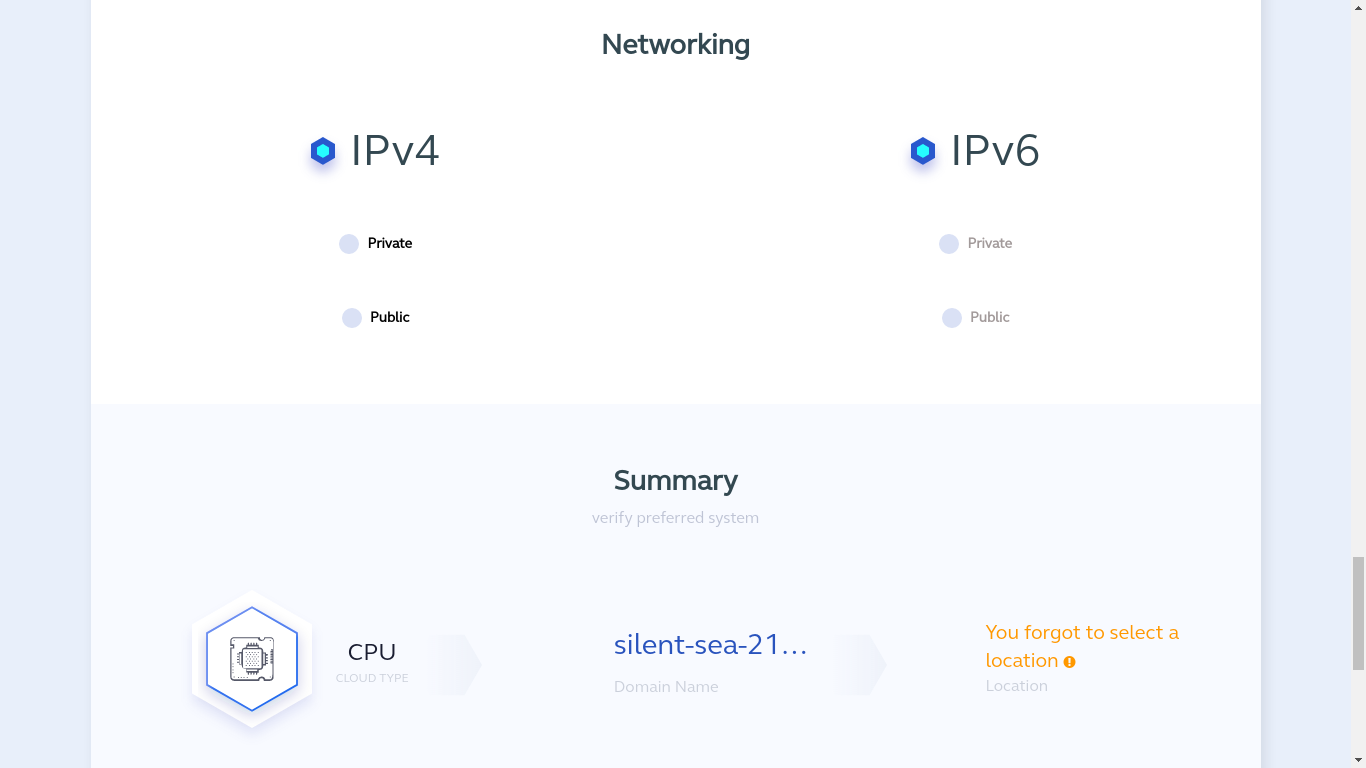 Networking
IPv4
IPv6
Private
Private
Public
Public
Summary
verify preferred system
CPU
CLOUD TYPE
silent-sea-21...
Domain Name
You forgot to select a
location
Location